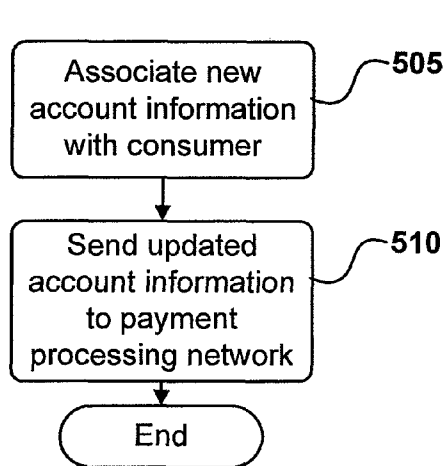 Associate new
account information
with consumer
505
Send updated
account information
to payment
processing network
510
End